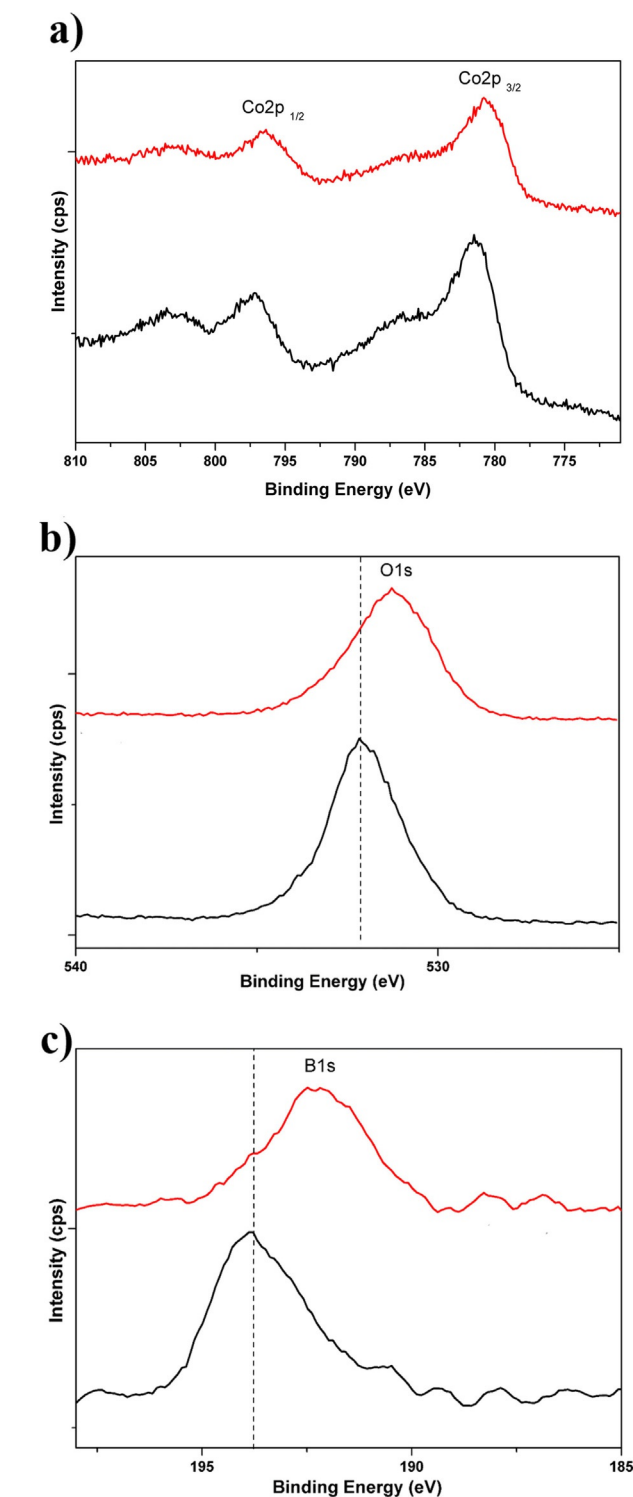 a)
Co2p 3/2
Co2p 1/2
Intensity (cps)
810 805 800 795 790 785 780 775
Binding Energy (eV)
b)
O1s
Intensity (cps)
540 530
Binding Energy (eV)
c)
B1s
Intensity (cps)
195 190 185
Binding Energy (eV)